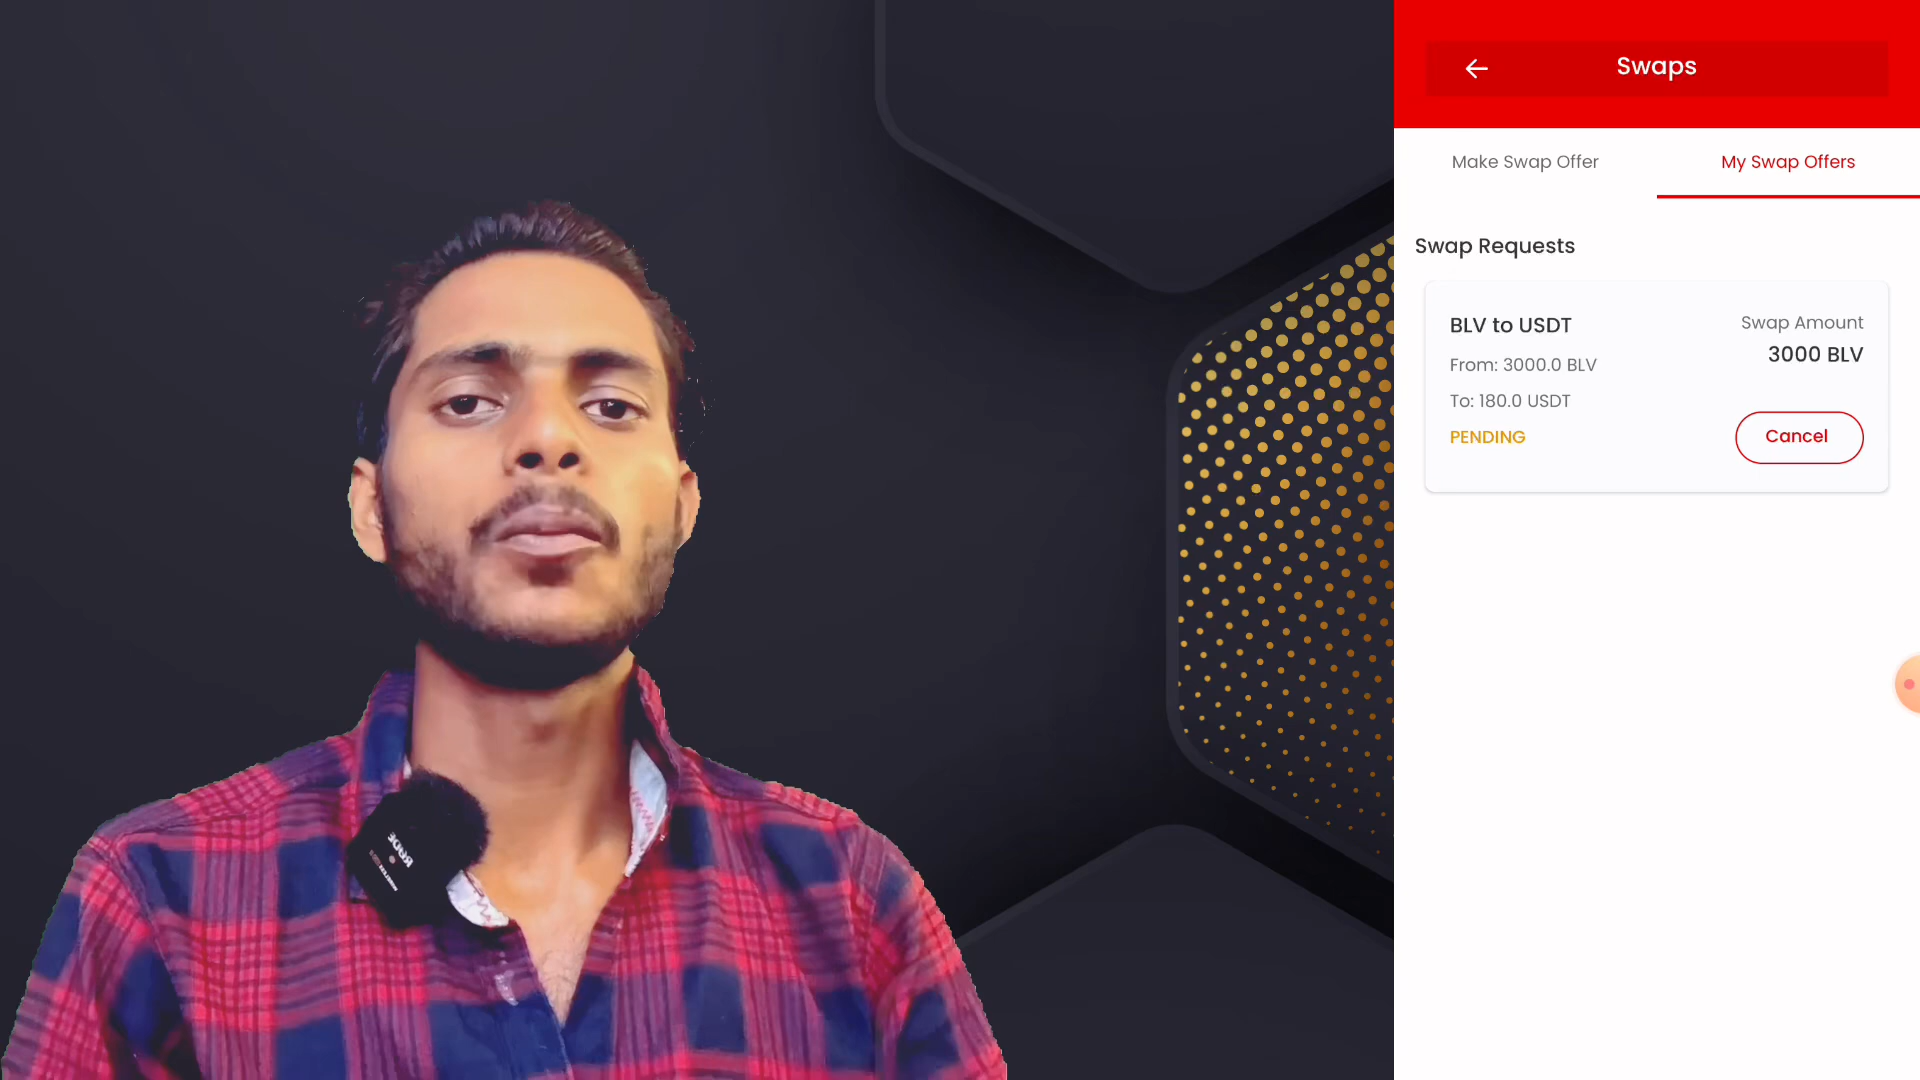 Swaps
Make Swap Offer
My Swap Offers
Swap Requests
BLV to USDT
Swap Amount
From: 3000.0 BLV
3000 BLV
To: 180.0 USDT
PENDING
Cancel
RØDE